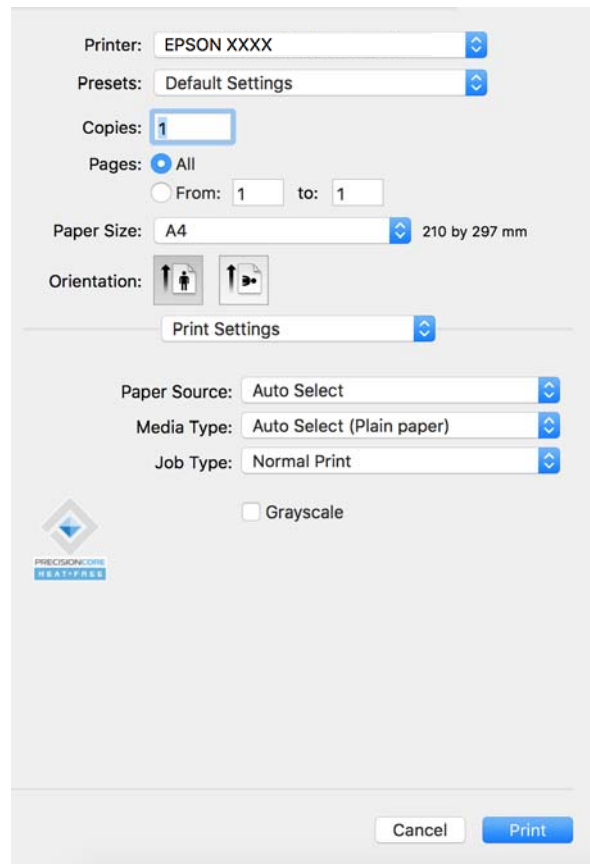 Printer: EPSON XXXX
Presets: Default Settings
Copies: 1
Pages: All
From: 1 to: 1
Paper Size: A4 210 by 297 mm
Orientation:
Print Settings
Paper Source: Auto Select
Media Type: Auto Select (Plain paper)
Job Type: Normal Print
Grayscale
PRECISIONCORE
HEAT-FREE
Cancel Print